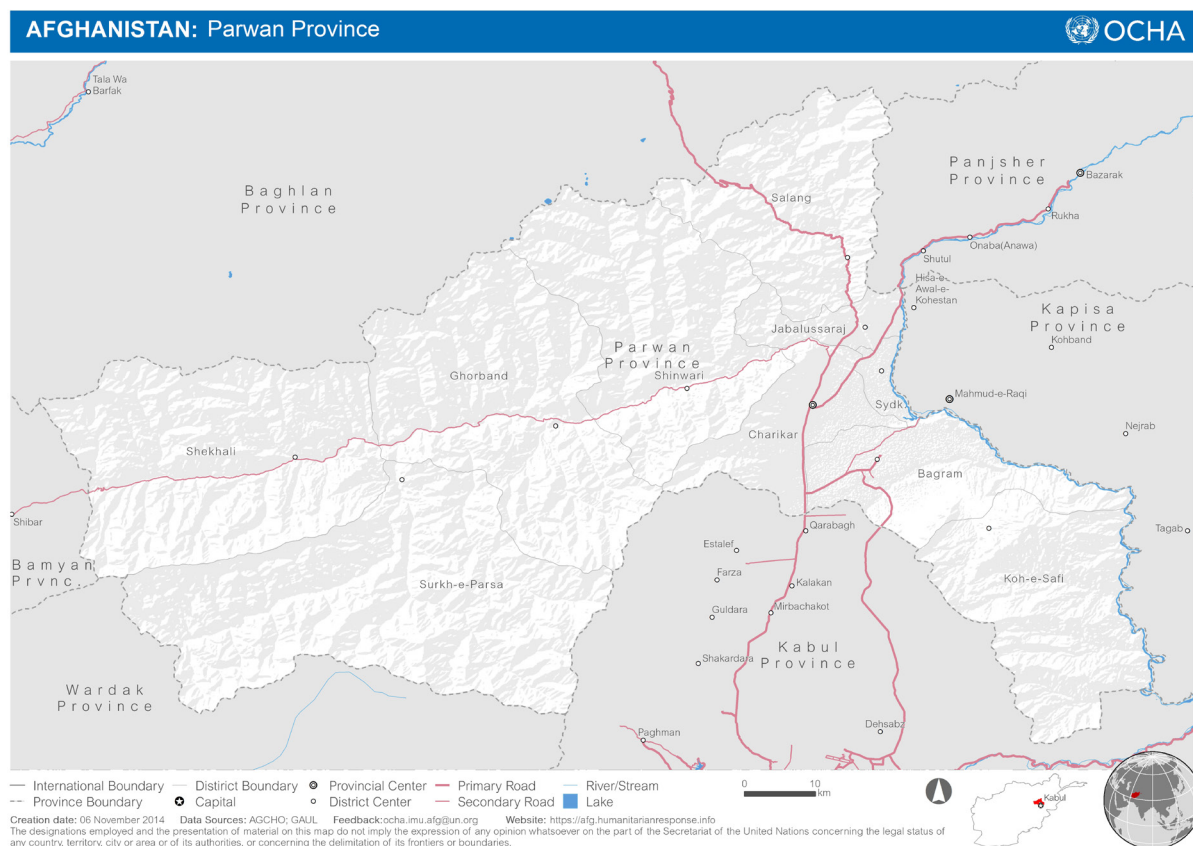 AFGHANISTAN: Parwan Province
OCHA
Tala Wa
Barfak
Baghlan
Province
Panjsher
Province
Bazarak
Salang
Rukha
Onaba(Anawa)
Shutul
Hisa-e-
Awal-e-
Kohestan
Kapisa
Province
Kohband
Jabalussaraj
Parwan
Province
Shinwari
Ghorband
Mahmud-e-Raqi
Sydk.
Nejrab
Charikar
Shekhali
Bagram
Shibar
Qarabagh
Tagab
Estalef
Bamyan
Prvnc.
Farza
Kalakan
Koh-e-Safi
Surkh-e-Parsa
Guldara
Mirbachakot
Kabul
Province
Shakardara
Wardak
Province
Dehsabz
Paghman
International Boundary
District Boundary
Provincial Center
Primary Road
River/Stream
Province Boundary
Capital
District Center
Secondary Road
Lake
0 10
km
Kabul
Creation date: 06 November 2014 Data Sources: AGCHO; GAUL Feedback:ocha.imu.afg@un.org Website: https://afg.humanitarianresponse.info
The designations employed and the presentation of material on this map do not imply the expression of any opinion whatsoever on the part of the Secretariat of the United Nations concerning the legal status of
any country, territory, city or area or of its authorities, or concerning the delimitation of its frontiers or boundaries.